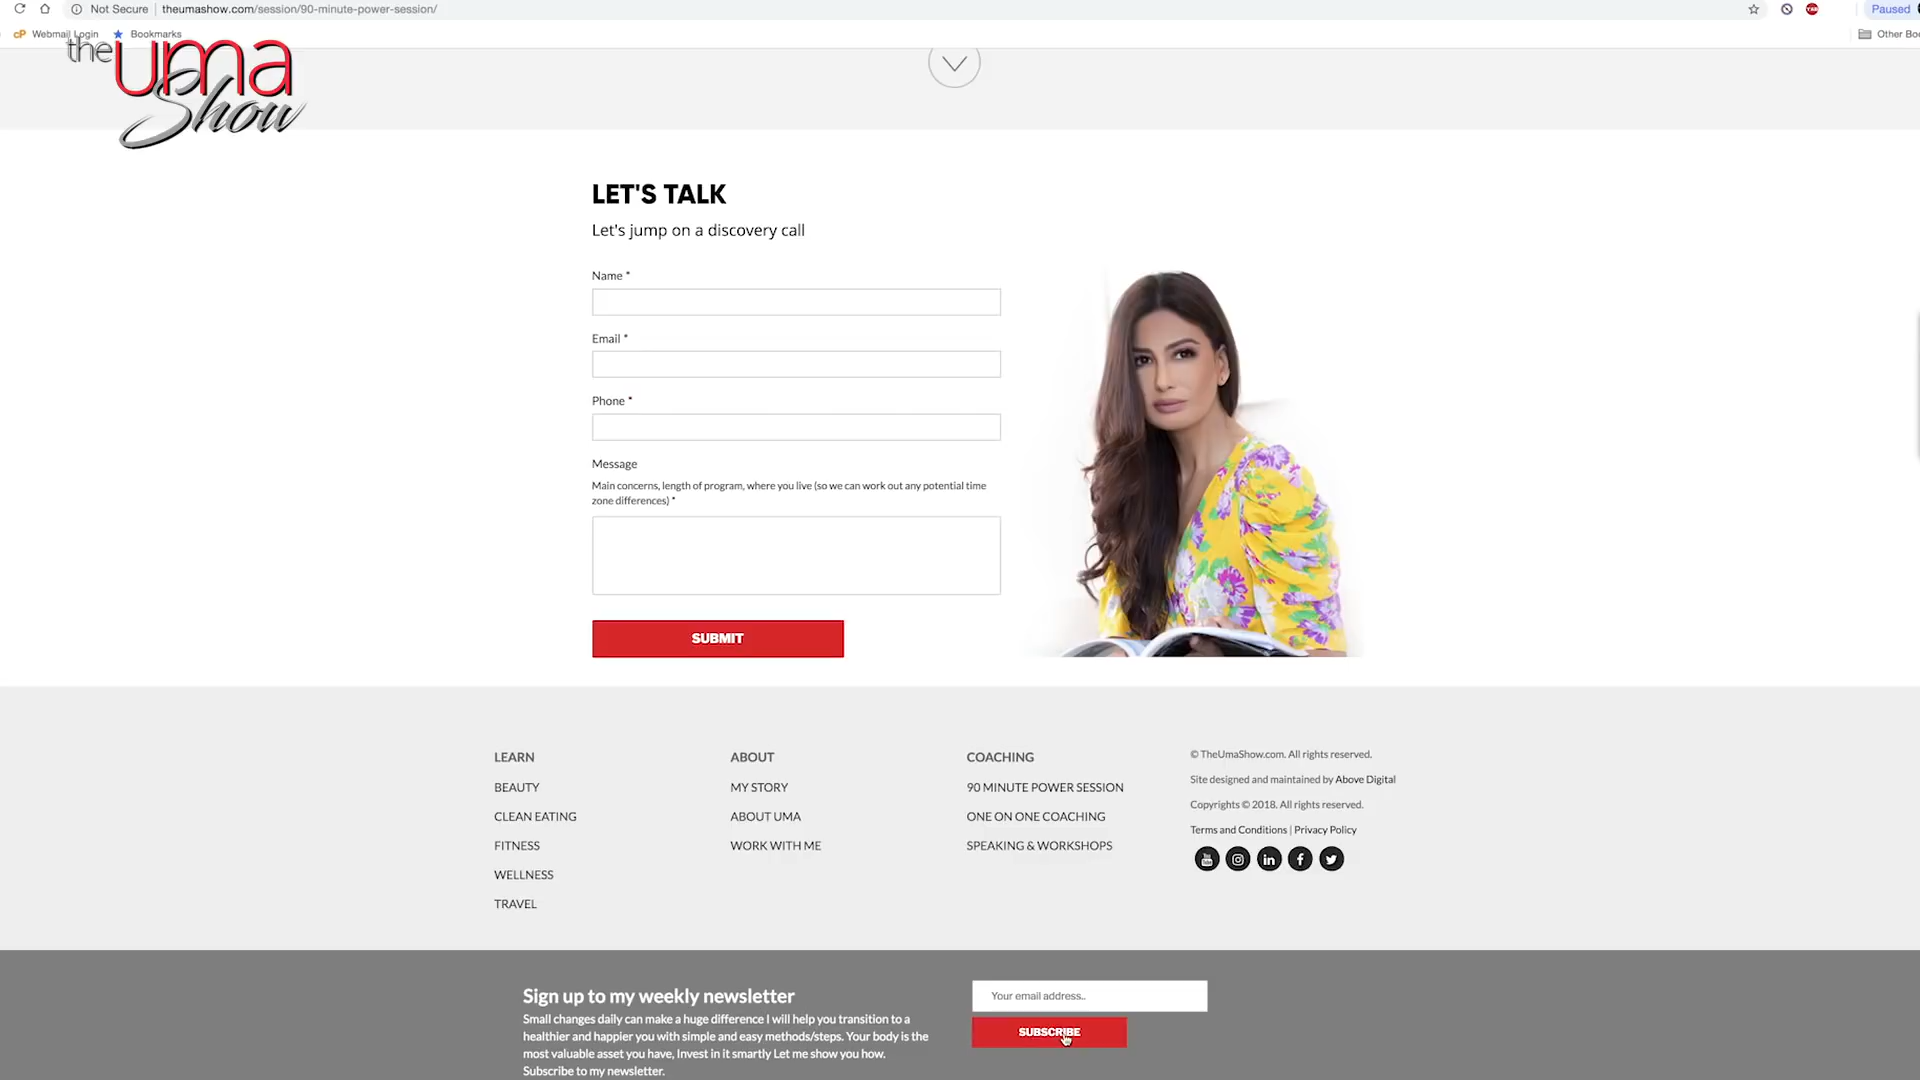 Not Secure | theumashow.com/session/90-minute-power-session/
Paused
Webmail Login
Bookmarks
the uma
Show
LET'S TALK
Let's jump on a discovery call
Name *
Email *
Phone *
Message
Main concerns, length of program, where you live (so we can work out any potential time
zone differences) *
SUBMIT
LEARN
BEAUTY
CLEAN EATING
FITNESS
WELLNESS
TRAVEL
ABOUT
MY STORY
ABOUT UMA
WORK WITH ME
COACHING
90 MINUTE POWER SESSION
ONE ON ONE COACHING
SPEAKING & WORKSHOPS
© TheUmaShow.com. All rights reserved.
Site designed and maintained by Above Digital
Copyrights © 2018. All rights reserved.
Terms and Conditions | Privacy Policy
Sign up to my weekly newsletter
Small changes daily can make a huge difference I will help you transition to a
healthier and happier you with simple and easy methods/steps. Your body is the
most valuable asset you have, Invest in it smartly Let me show you how.
Subscribe to my newsletter.
Your email address..
SUBSCRIBE